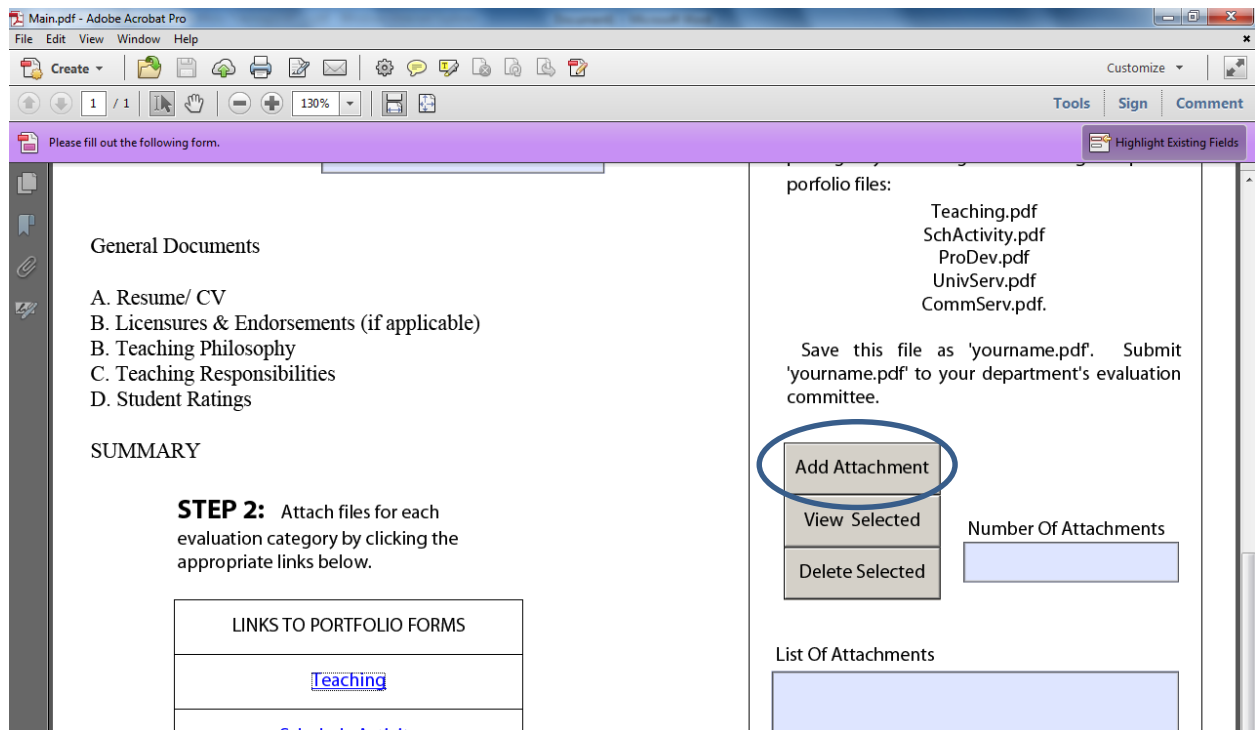 Main.pdf - Adobe Acrobat Pro
File Edit View Window Help
Create
Customize
1 / 1
130%
Tools Sign Comment
Please fill out the following form.
Highlight Existing Fields
General Documents
A. Resume/ CV
B. Licensures & Endorsements (if applicable)
B. Teaching Philosophy
C. Teaching Responsibilities
D. Student Ratings
SUMMARY
STEP 2: Attach files for each
evaluation category by clicking the
appropriate links below.
LINKS TO PORTFOLIO FORMS
Teaching
porfolio files:
Teaching.pdf
SchActivity.pdf
ProDev.pdf
UnivServ.pdf
CommServ.pdf.
Save this file as 'yourname.pdf'. Submit
'yourname.pdf' to your department's evaluation
committee.
Add Attachment
View Selected
Delete Selected
Number Of Attachments
List Of Attachments